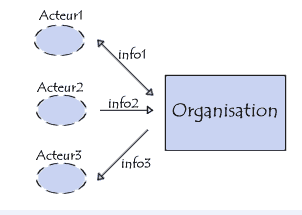 Acteur1
info1
Acteur2
info2
Organisation
Acteur3
info3